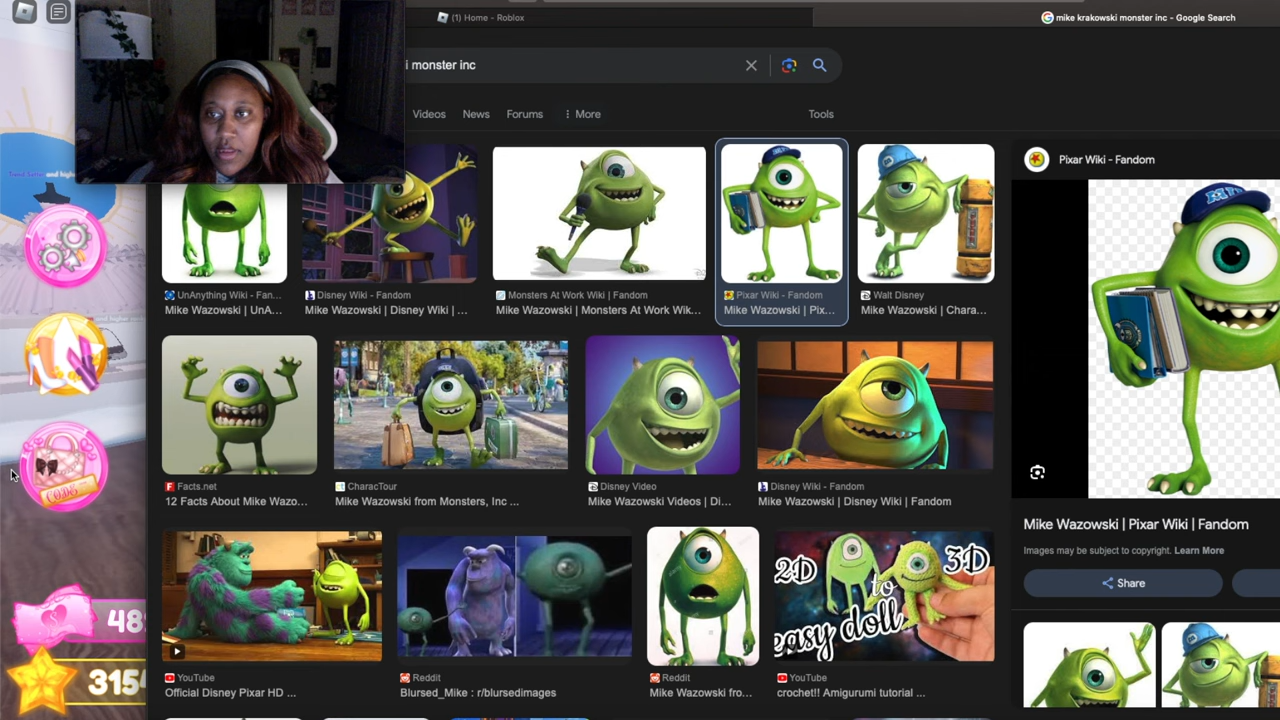 (1) Home - Roblox
mike krakowski monster inc - Google Search
i monster inc
Videos
News
Forums
More
Tools
Pixar Wiki - Fandom
UnAnything Wiki - Fan...
Mike Wazowski | UnA...
Disney Wiki - Fandom
Mike Wazowski | Disney Wiki | ...
Monsters At Work Wiki | Fandom
Mike Wazowski | Monsters At Work Wik...
Pixar Wiki - Fandom
Mike Wazowski | Pix...
Walt Disney
Mike Wazowski | Chara...
Facts.net
12 Facts About Mike Wazo...
CharacTour
Mike Wazowski from Monsters, Inc ...
Disney Video
Mike Wazowski Videos | Di...
Disney Wiki - Fandom
Mike Wazowski | Disney Wiki | Fandom
CODE
Mike Wazowski | Pixar Wiki | Fandom
Images may be subject to copyright. Learn More
Share
2D
to
3D
easy doll
48
315
YouTube
Official Disney Pixar HD ...
Reddit
Blursed_Mike : r/blursedimages
Reddit
Mike Wazowski fro...
YouTube
crochet!! Amigurumi tutorial ...